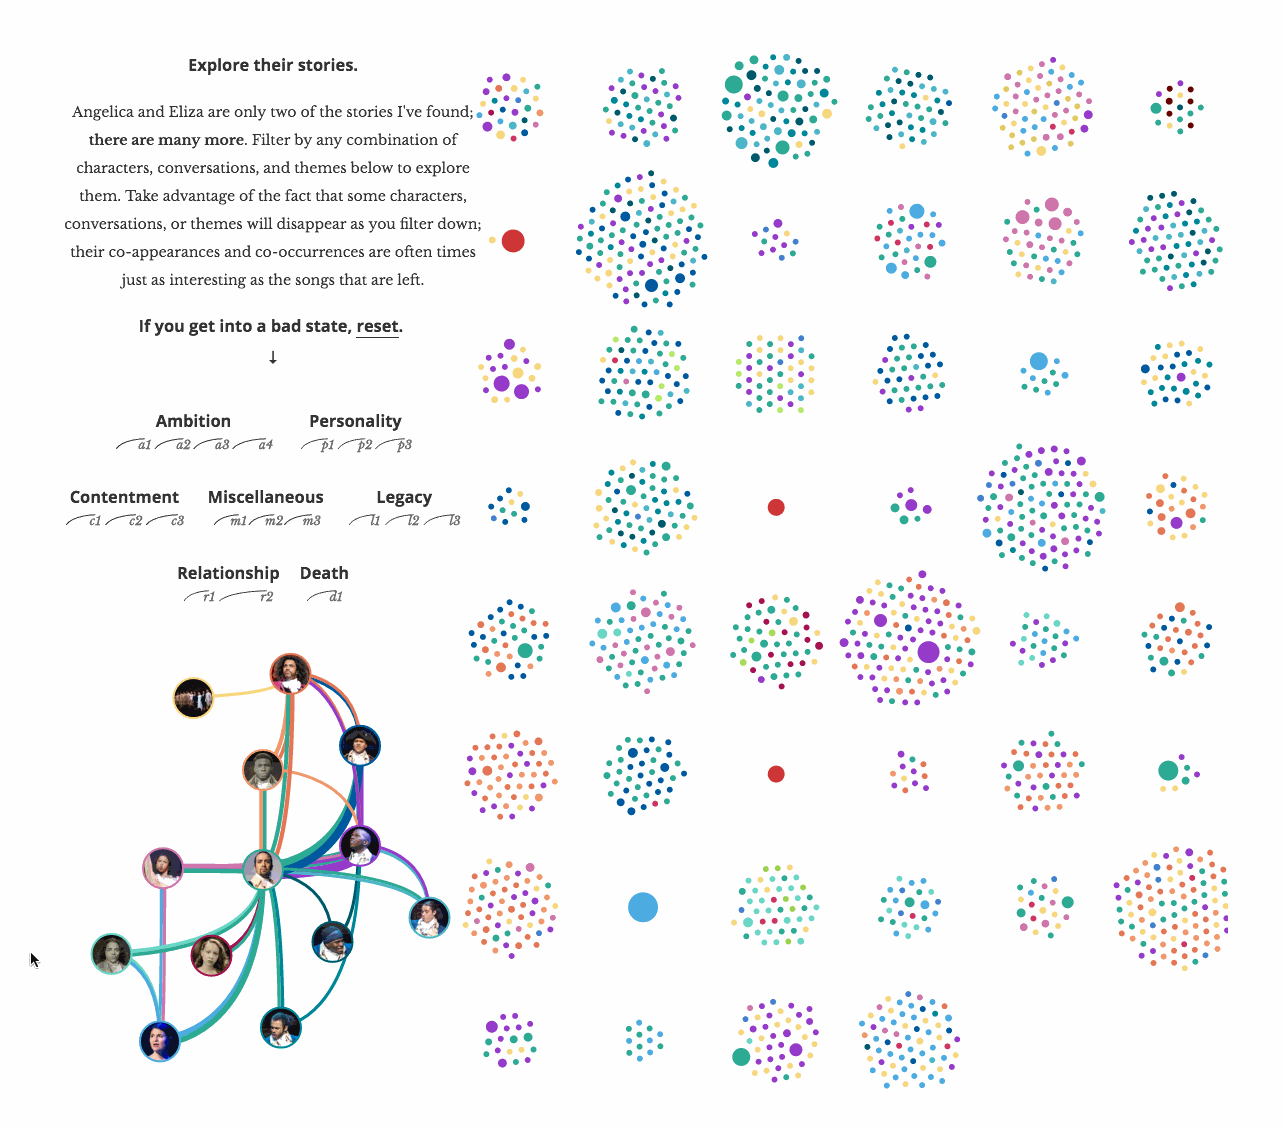 Explore their stories.
Angelica and Eliza are only two of the stories I've found;
there are many more. Filter by any combination of
characters, conversations, and themes below to explore
them. Take advantage of the fact that some characters,
conversations, or themes will disappear as you filter down;
their co-appearances and co-occurrences are often times
just as interesting as the songs that are left.
If you get into a bad state, reset.
↓
Ambition Personality
a1 a2 a3 a4 p1 p2 p3
Contentment Miscellaneous Legacy
c1 c2 c3 m1 m2 m3 l1 l2 l3
Relationship Death
r1 r2 d1